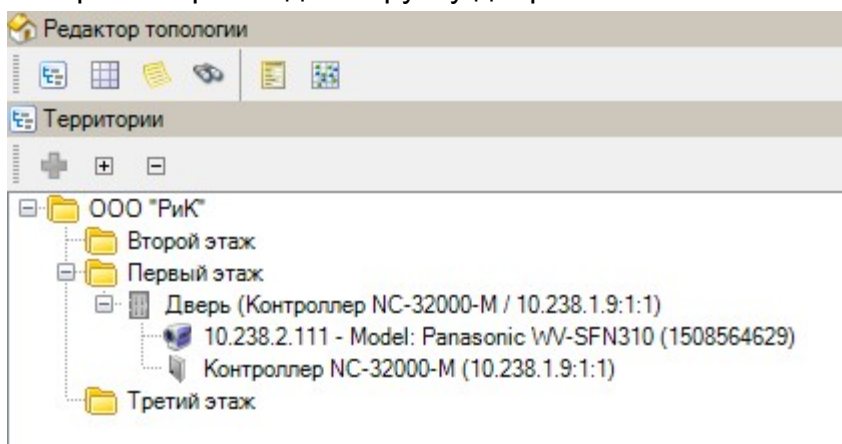 Редактор топологии
Территории
ООО "РиК"
Второй этаж
Первый этаж
Дверь (Контроллер NC-32000-M / 10.238.1.9:1:1)
10.238.2.111 - Model: Panasonic WV-SFN310 (1508564629)
Контроллер NC-32000-M (10.238.1.9:1:1)
Третий этаж